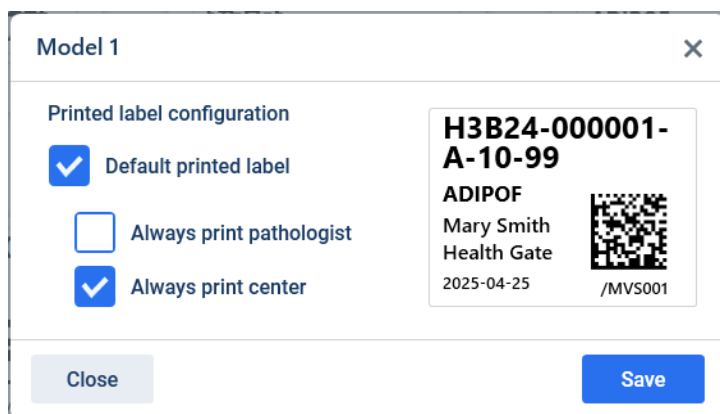 Model 1
Printed label configuration
Default printed label
Always print pathologist
Always print center
H3B24-000001-
A-10-99
ADIPOF
Mary Smith
Health Gate
2025-04-25
/MVS001
Close
Save